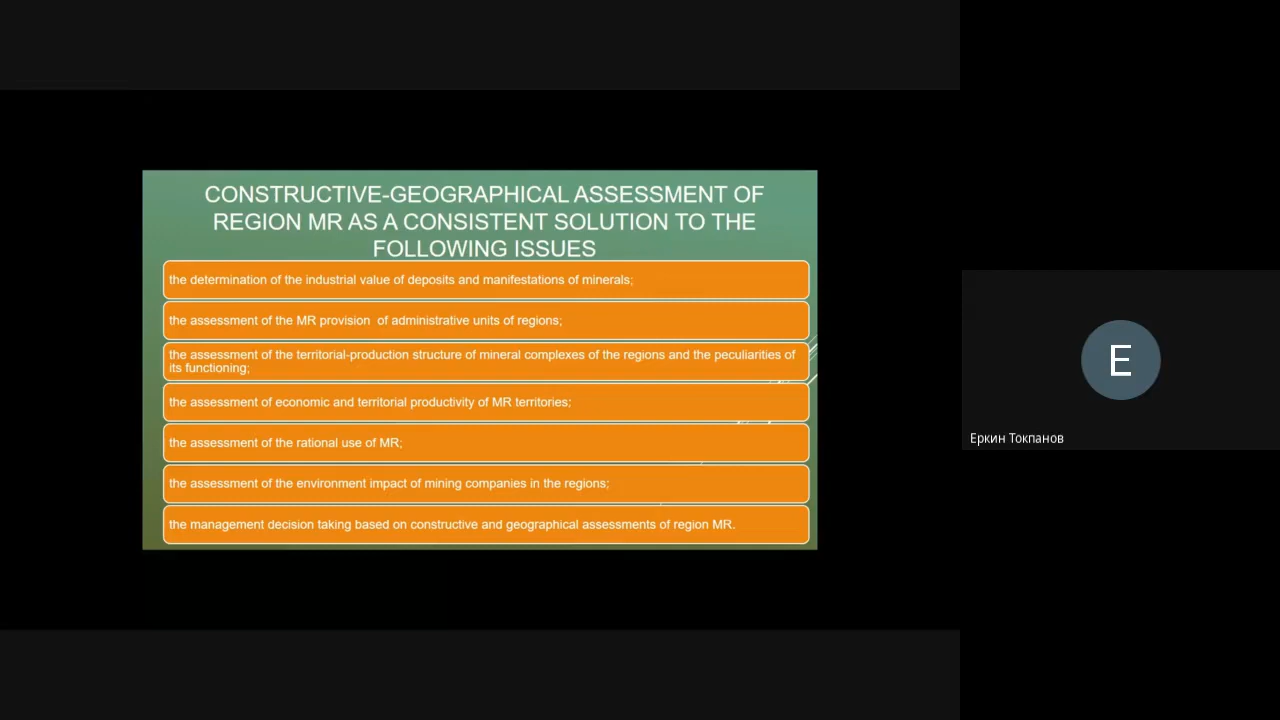 CONSTRUCTIVE-GEOGRAPHICAL ASSESSMENT OF
REGION MR AS A CONSISTENT SOLUTION TO THE
FOLLOWING ISSUES
the determination of the industrial value of deposits and manifestations of minerals;
the assessment of the MR provision  of administrative units of regions;
the assessment of the territorial-production structure of mineral complexes of the regions and the peculiarities of
its functioning;
the assessment of economic and territorial productivity of MR territories;
the assessment of the rational use of MR;
the assessment of the environment impact of mining companies in the regions;
the management decision taking based on constructive and geographical assessments of region MR.
E
Еркин Токпанов